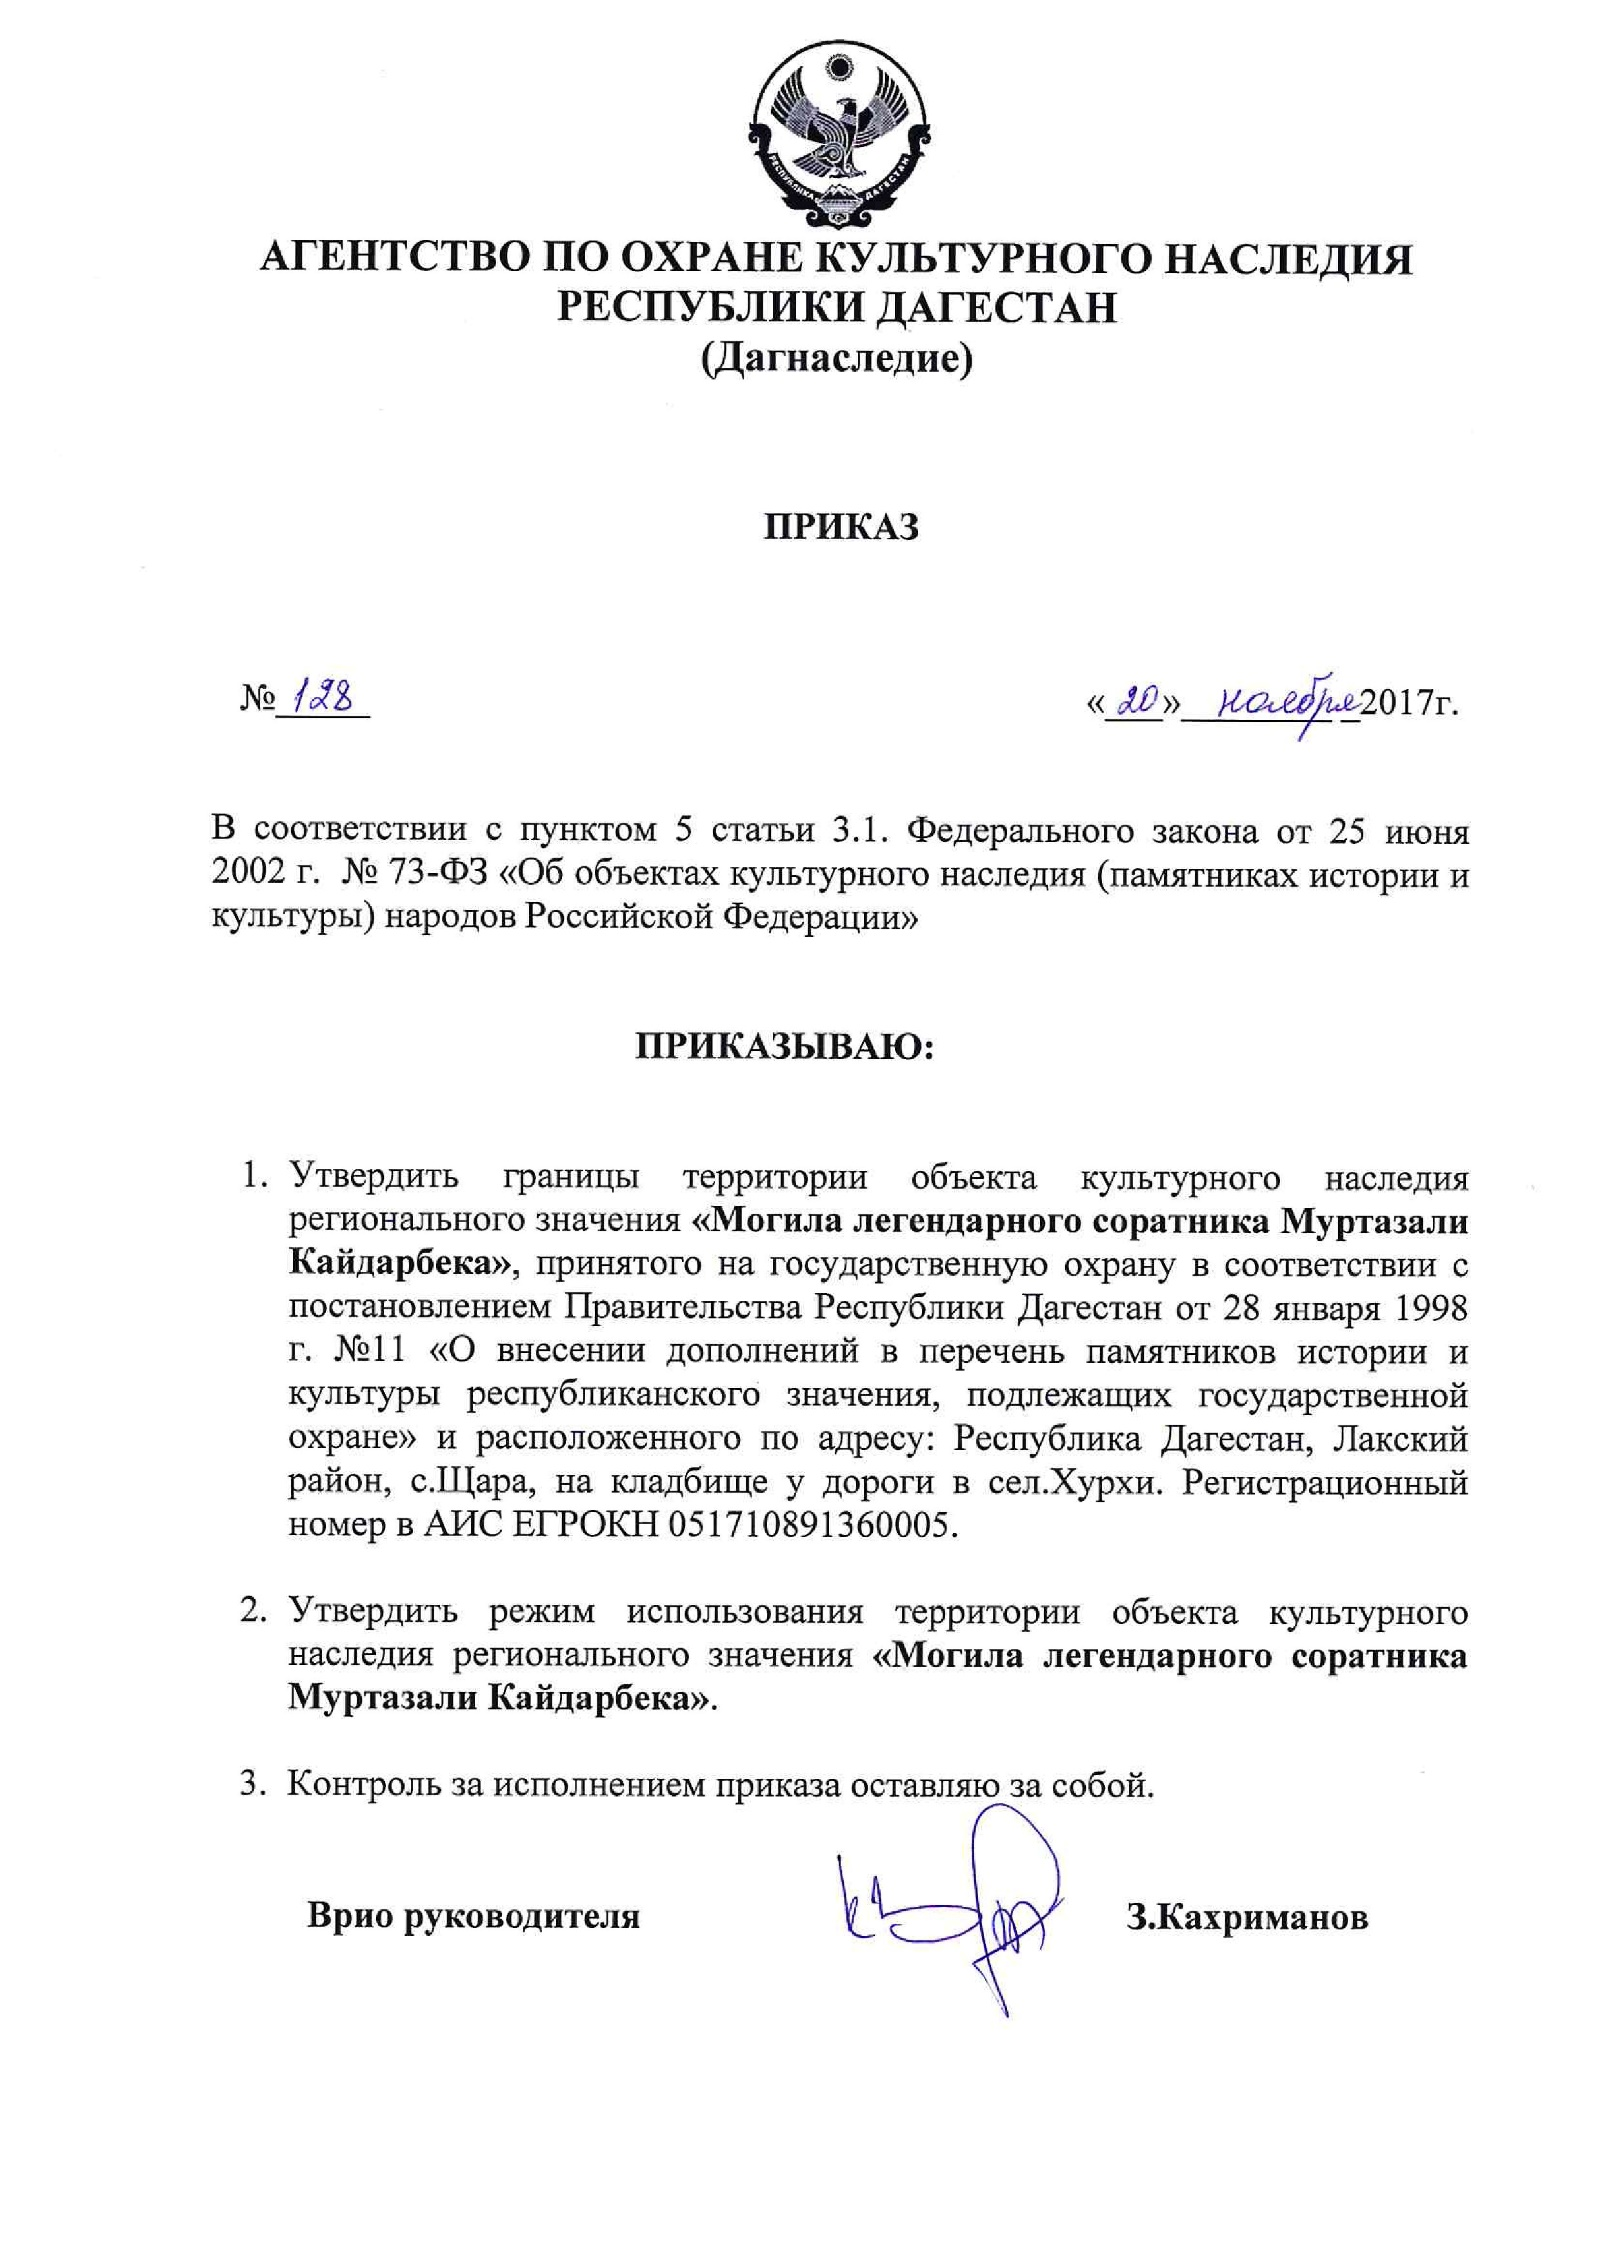 РЕСПУБЛИКА ДАГЕСТАН
АГЕНТСТВО ПО ОХРАНЕ КУЛЬТУРНОГО НАСЛЕДИЯ
РЕСПУБЛИКИ ДАГЕСТАН
(Дагнаследие)
ПРИКАЗ
№ 128 «20» ноября 2017г.
В соответствии с пунктом 5 статьи 3.1. Федерального закона от 25 июня
2002 г. № 73-ФЗ «Об объектах культурного наследия (памятниках истории и
культуры) народов Российской Федерации»
ПРИКАЗЫВАЮ:
1. Утвердить границы территории объекта культурного наследия
регионального значения «Могила легендарного соратника Муртазали
Кайдарбека», принятого на государственную охрану в соответствии с
постановлением Правительства Республики Дагестан от 28 января 1998
г. №11 «О внесении дополнений в перечень памятников истории и
культуры республиканского значения, подлежащих государственной
охране» и расположенного по адресу: Республика Дагестан, Лакский
район, с.Щара, на кладбище у дороги в сел.Хурхи. Регистрационный
номер в АИС ЕГРОКН 051710891360005.
2. Утвердить режим использования территории объекта культурного
наследия регионального значения «Могила легендарного соратника
Муртазали Кайдарбека».
3. Контроль за исполнением приказа оставляю за собой.
Врио руководителя З.Кахриманов